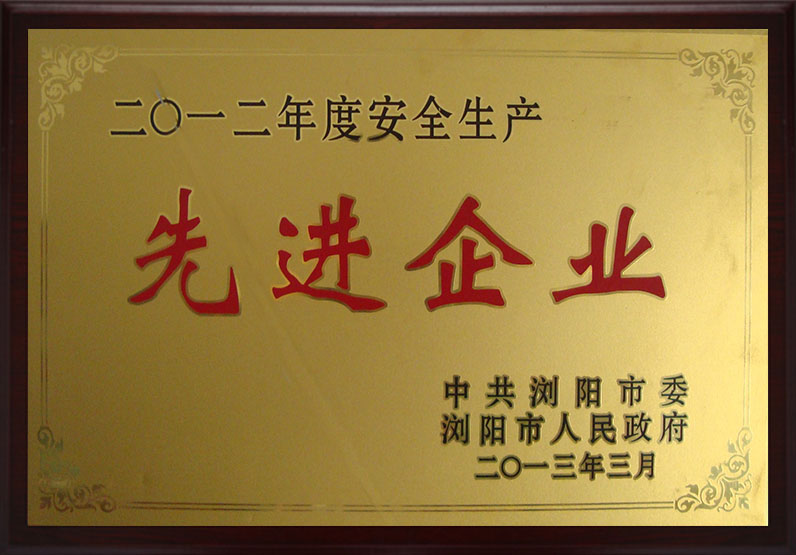 二〇一二年度安全生产
先进企业
中共浏阳市委
浏阳市人民政府
二〇一三年三月